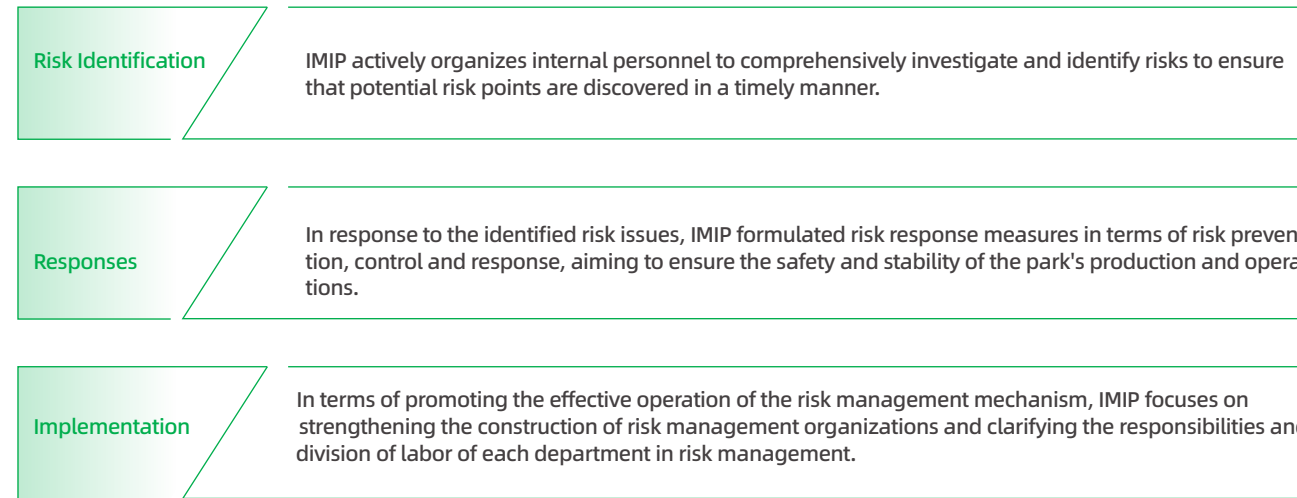 Risk Identification
IMIP actively organizes internal personnel to comprehensively investigate and identify risks to ensure
that potential risk points are discovered in a timely manner.
Responses
In response to the identified risk issues, IMIP formulated risk response measures in terms of risk preven
tion, control and response, aiming to ensure the safety and stability of the park's production and opera
tions.
Implementation
In terms of promoting the effective operation of the risk management mechanism, IMIP focuses on
strengthening the construction of risk management organizations and clarifying the responsibilities and
division of labor of each department in risk management.